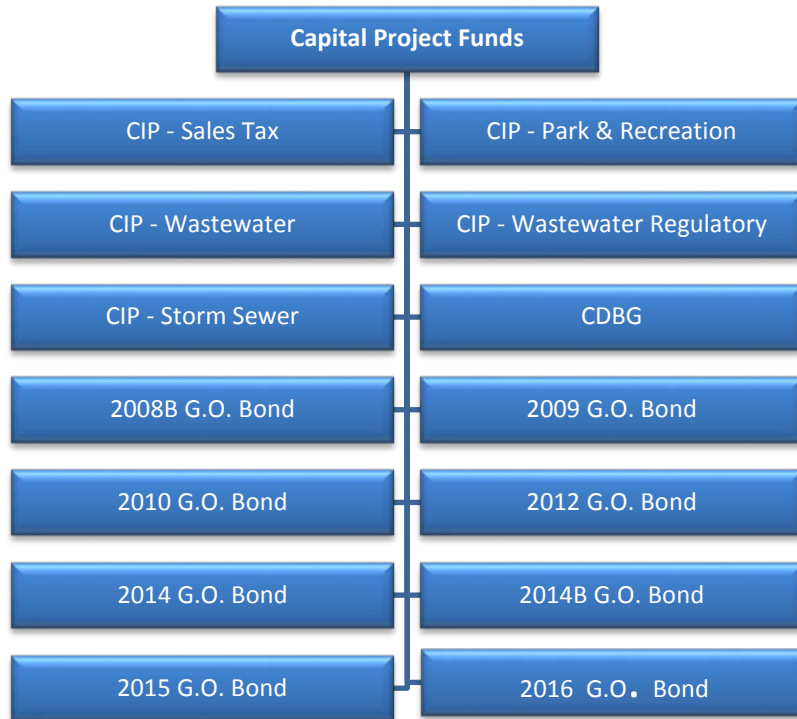 Capital Project Funds
CIP - Sales Tax
CIP - Park & Recreation
CIP - Wastewater
CIP - Wastewater Regulatory
CIP - Storm Sewer
CDBG
2008B G.O. Bond
2009 G.O. Bond
2010 G.O. Bond
2012 G.O. Bond
2014 G.O. Bond
2014B G.O. Bond
2015 G.O. Bond
2016 G.O. Bond